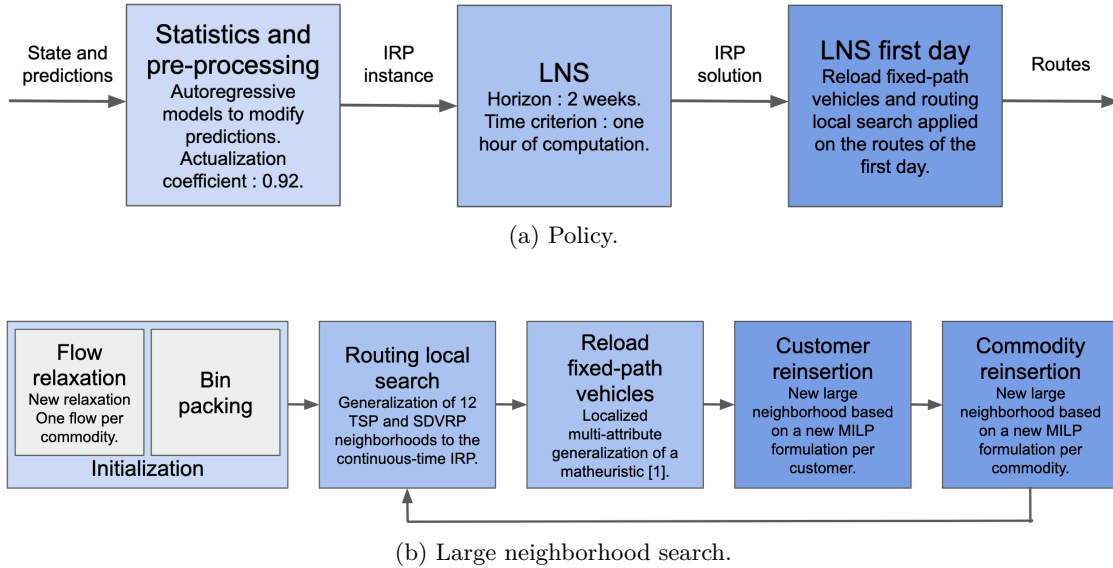 State and
predictions
Statistics and
pre-processing
Autoregressive
models to modify
predictions.
Actualization
coefficient : 0.92.
IRP
instance
LNS
Horizon : 2 weeks.
Time criterion : one
hour of computation.
IRP
solution
LNS first day
Reload fixed-path
vehicles and routing
local search applied
on the routes of the
first day.
Routes
(a) Policy.
Flow
relaxation
New relaxation
One flow per
commodity.
Bin
packing
Initialization
Routing local
search
Generalization of 12
TSP and SDVRP
neighborhoods to the
continuous-time IRP.
Reload
fixed-path
vehicles
Localized
multi-attribute
generalization of a
matheuristic [1].
Customer
reinsertion
New large
neighborhood based
on a new MILP
formulation per
customer.
Commodity
reinsertion
New large
neighborhood based
on a new MILP
formulation per
commodity.
(b) Large neighborhood search.